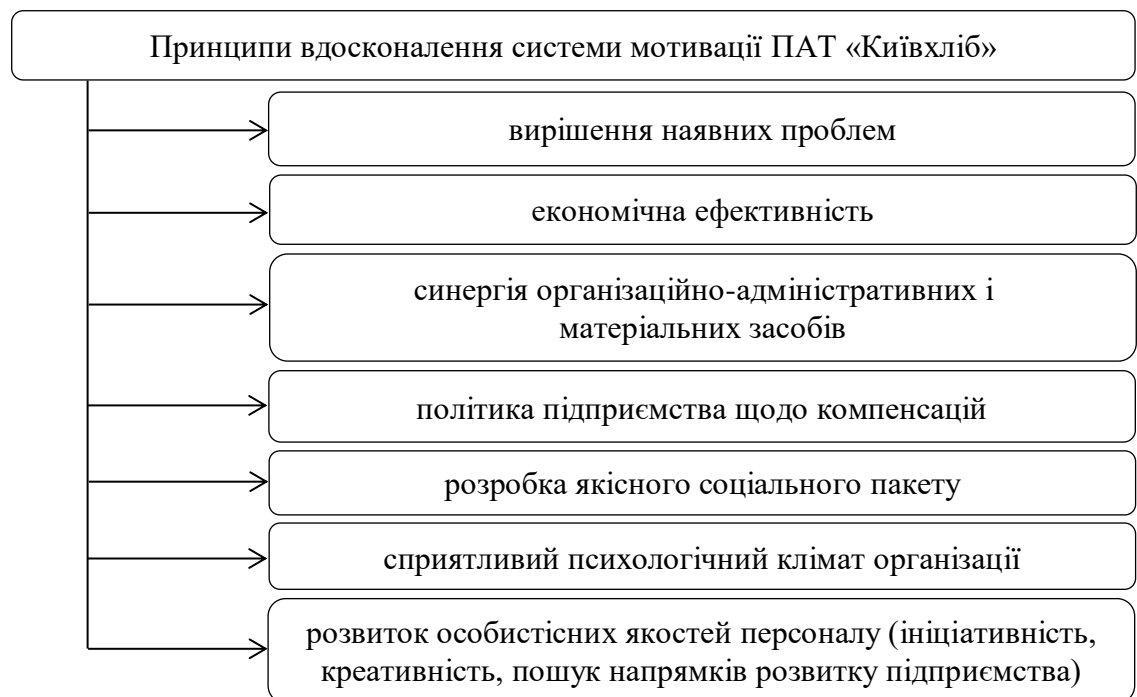 Принципи вдосконалення системи мотивації ПАТ «Київхліб»
вирішення наявних проблем
економічна ефективність
синергія організаційно-адміністративних і
матеріальних засобів
політика підприємства щодо компенсацій
розробка якісного соціального пакету
сприятливий психологічний клімат організації
розвиток особистісних якостей персоналу (ініціативність,
креативність, пошук напрямків розвитку підприємства)